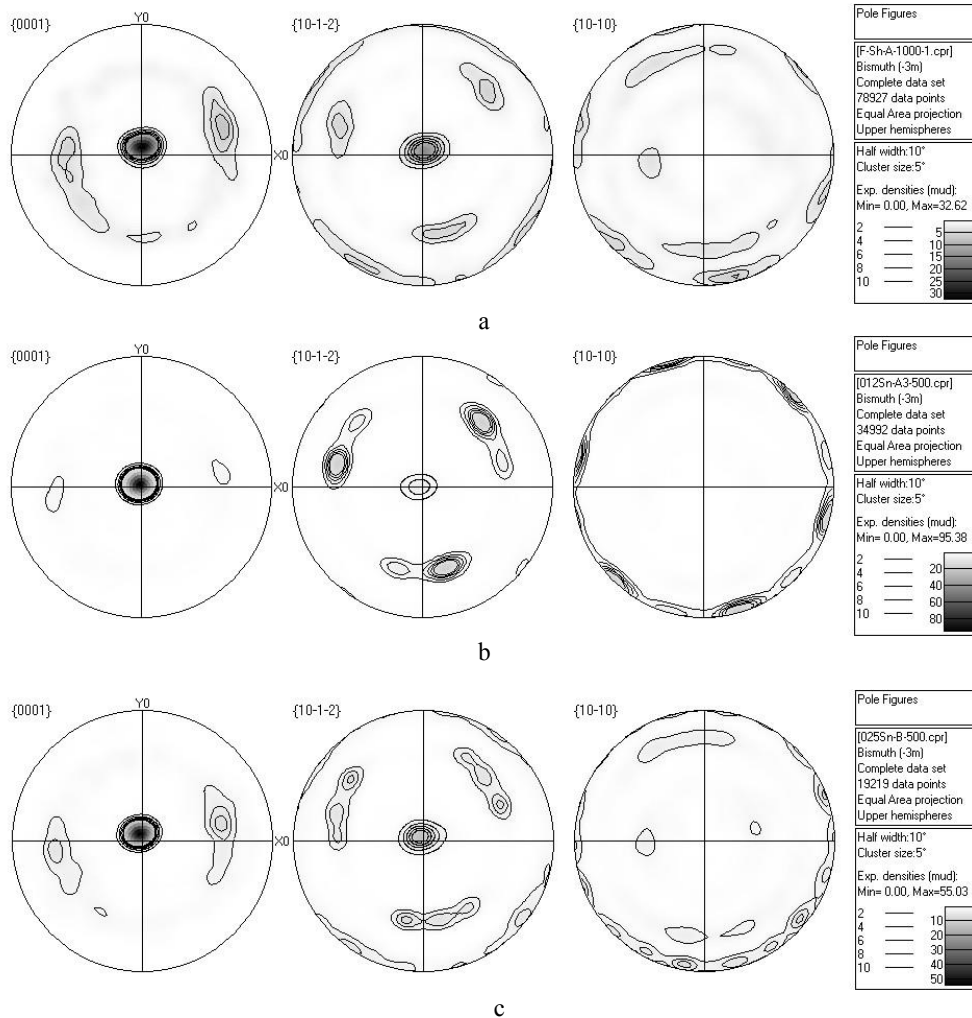 {0001} Y0 {10-1-2} {10-10}
X0
Pole Figures
[F-Sh-A-1000-1.cpr]
Bismuth (-3m)
Complete data set
78927 data points
Equal Area projection
Upper hemispheres
Half width:10°
Cluster size:5°
Exp. densities (mud):
Min= 0.00, Max=32.62
2
4 5
6 10
8 15
10 20
25
30
a
{0001} Y0 {10-1-2} {10-10}
X0
Pole Figures
[012Sn-A3-500.cpr]
Bismuth (-3m)
Complete data set
34992 data points
Equal Area projection
Upper hemispheres
Half width:10°
Cluster size:5°
Exp. densities (mud):
Min= 0.00, Max=95.38
2
4 20
6 40
8 60
10 80
b
{0001} Y0 {10-1-2} {10-10}
X0
Pole Figures
[025Sn-B-500.cpr]
Bismuth (-3m)
Complete data set
19219 data points
Equal Area projection
Upper hemispheres
Half width:10°
Cluster size:5°
Exp. densities (mud):
Min= 0.00, Max=55.03
2
4 10
6 20
8 30
10 40
50
c